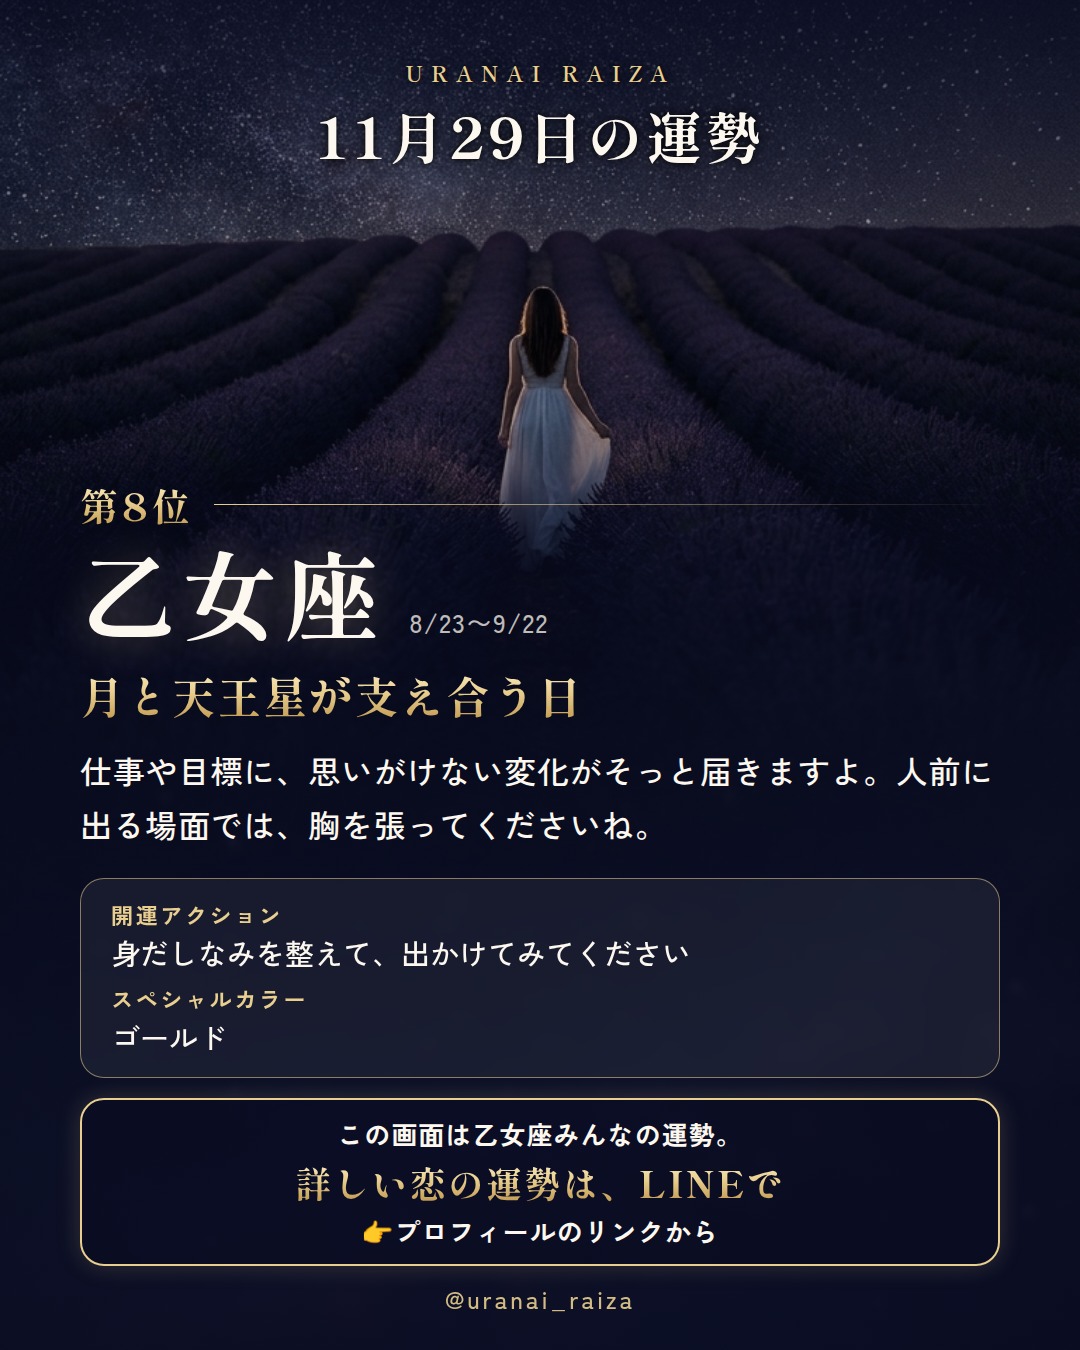 URANAI RAIZA
11月29日の運勢
第8位
乙女座 8/23〜9/22
月と天王星が支え合う日
仕事や目標に、思いがけない変化がそっと届きますよ。人前に
出る場面では、胸を張ってくださいね。
開運アクション
身だしなみを整えて、出かけてみてください
スペシャルカラー
ゴールド
この画面は乙女座みんなの運勢。
詳しい恋の運勢は、LINEで
👉プロフィールのリンクから
@uranai_raiza